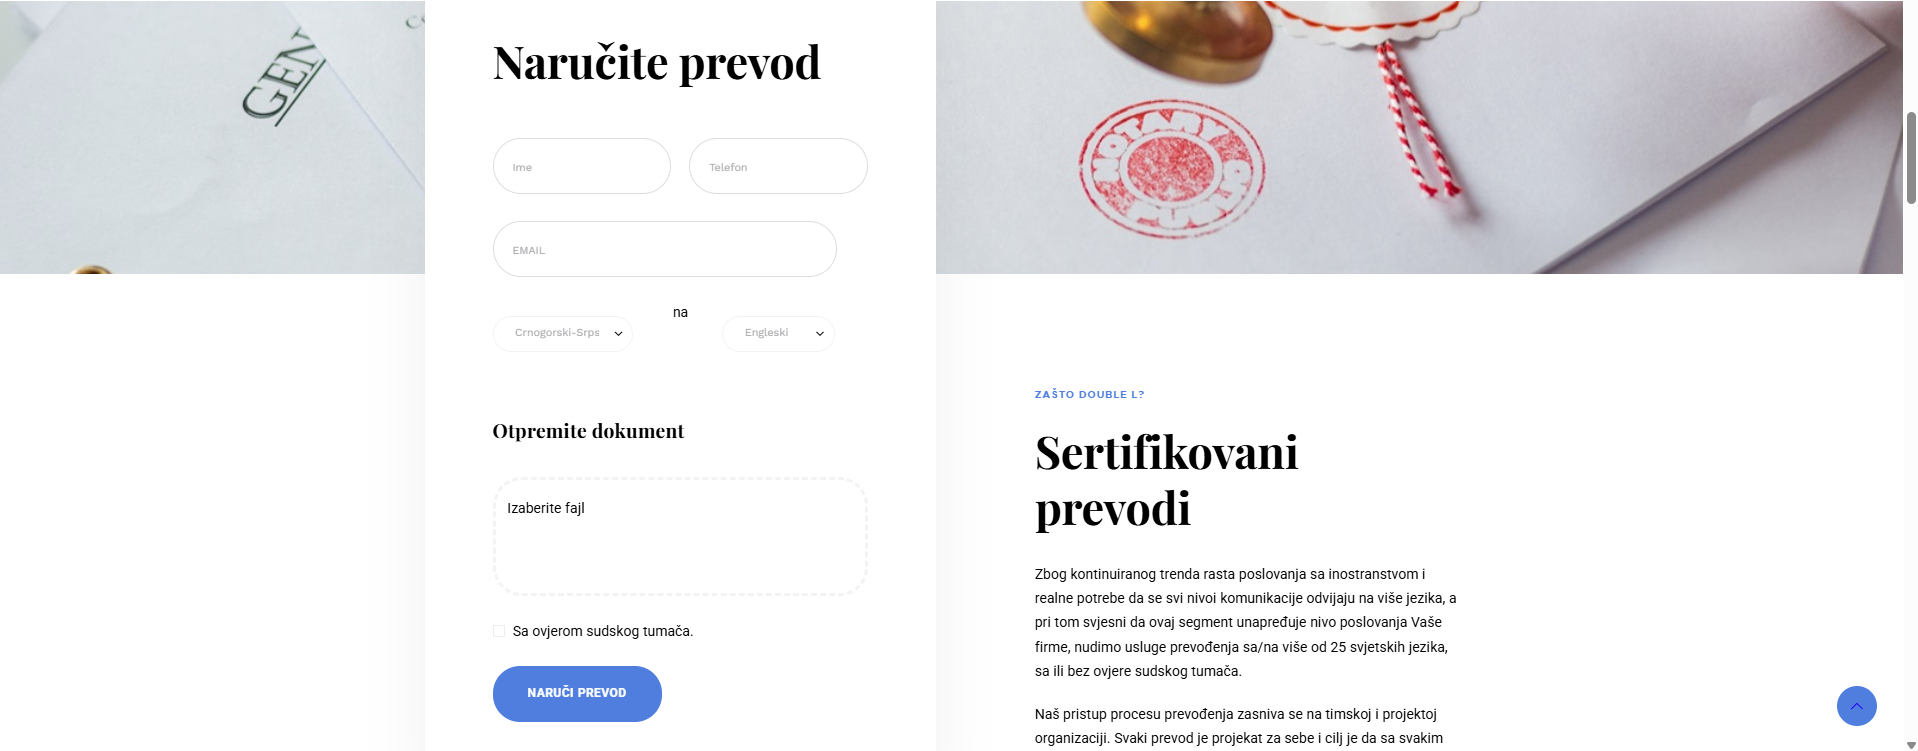 GEN
Naručite prevod
Ime
Telefon
EMAIL
na
Crnogorski-Srps
Engleski
Otpremite dokument
Izaberite fajl
Sa ovjerom sudskog tumača.
NARUČI PREVOD
NOTARY
ZAŠTO DOUBLE L?
Sertifikovani
prevodi
Zbog kontinuiranog trenda rasta poslovanja sa inostranstvom i
realne potrebe da se svi nivoi komunikacije odvijaju na više jezika, a
pri tom svjesni da ovaj segment unapređuje nivo poslovanja Vaše
firme, nudimo usluge prevođenja sa/na više od 25 svjetskih jezika,
sa ili bez ovjere sudskog tumača.
Naš pristup procesu prevođenja zasniva se na timskoj i projektoj
organizaciji. Svaki prevod je projekat za sebe i cilj je da sa svakim